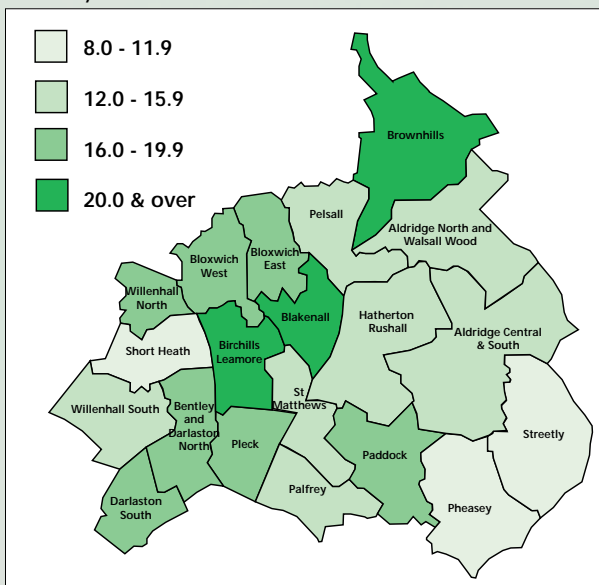 8.0 - 11.9
12.0 - 15.9
16.0 - 19.9
20.0 & over
Brownhills
Pelsall
Aldridge North and
Walsall Wood
Bloxwich
West
Bloxwich
East
Willenhall
North
Blakenall
Hatherton
Rushall
Aldridge Central
& South
Short Heath
Birchills
Leamore
St
Matthews
Willenhall South
Bentley
and
Darlaston
North
Pleck
Paddock
Streetly
Palfrey
Darlaston
South
Pheasey